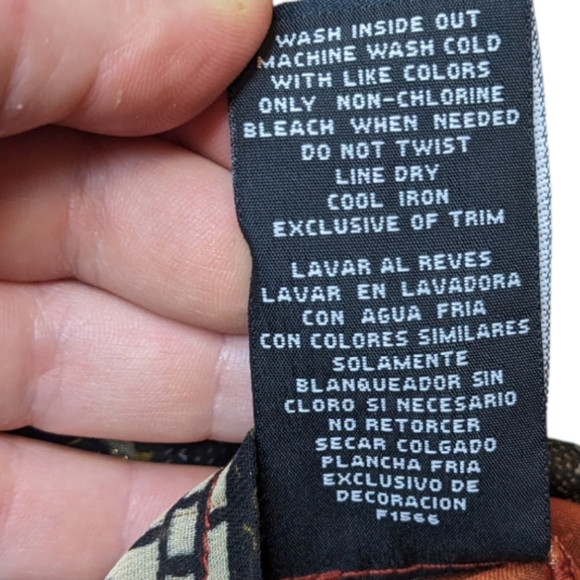 WASH INSIDE OUT
MACHINE WASH COLD
WITH LIKE COLORS
ONLY NON-CHLORINE
BLEACH WHEN NEEDED
DO NOT TWIST
LINE DRY
COOL IRON
EXCLUSIVE OF TRIM
LAVAR AL REVES
LAVAR EN LAVADORA
CON AGUA FRIA
CON COLORES SIMILARES
SOLAMENTE
BLANQUEADOR SIN
CLORO SI NECESARIO
NO RETORCER
SECAR COLGADO
PLANCHA FRIA
EXCLUSIVO DE
DECORACION
F1566